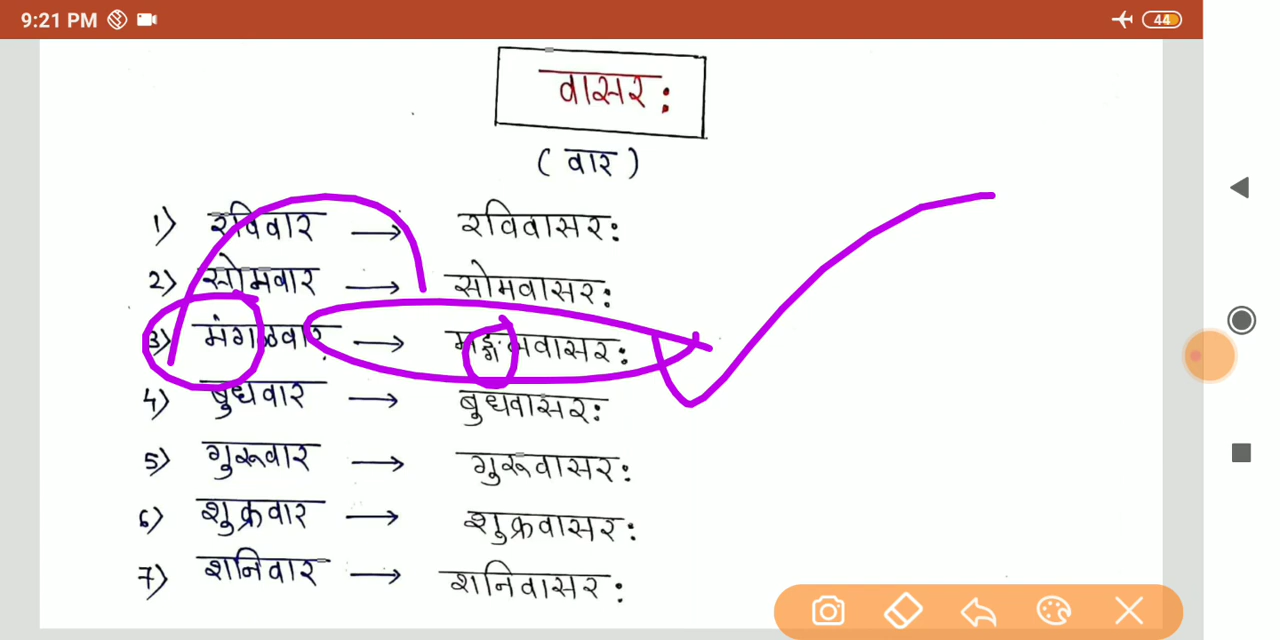 9:21 PM 44
वासर:
(वार)
1) रविवार → रविवासर:
2) सोमवार → सोमवासर:
3) मंगळवार → मङ्गलवासर:
4) बुधवार → बुधवासर:
5) गुरूवार → गुरूवासर:
6) शुक्रवार → शुक्रवासर:
7) शनिवार → शनिवासर: